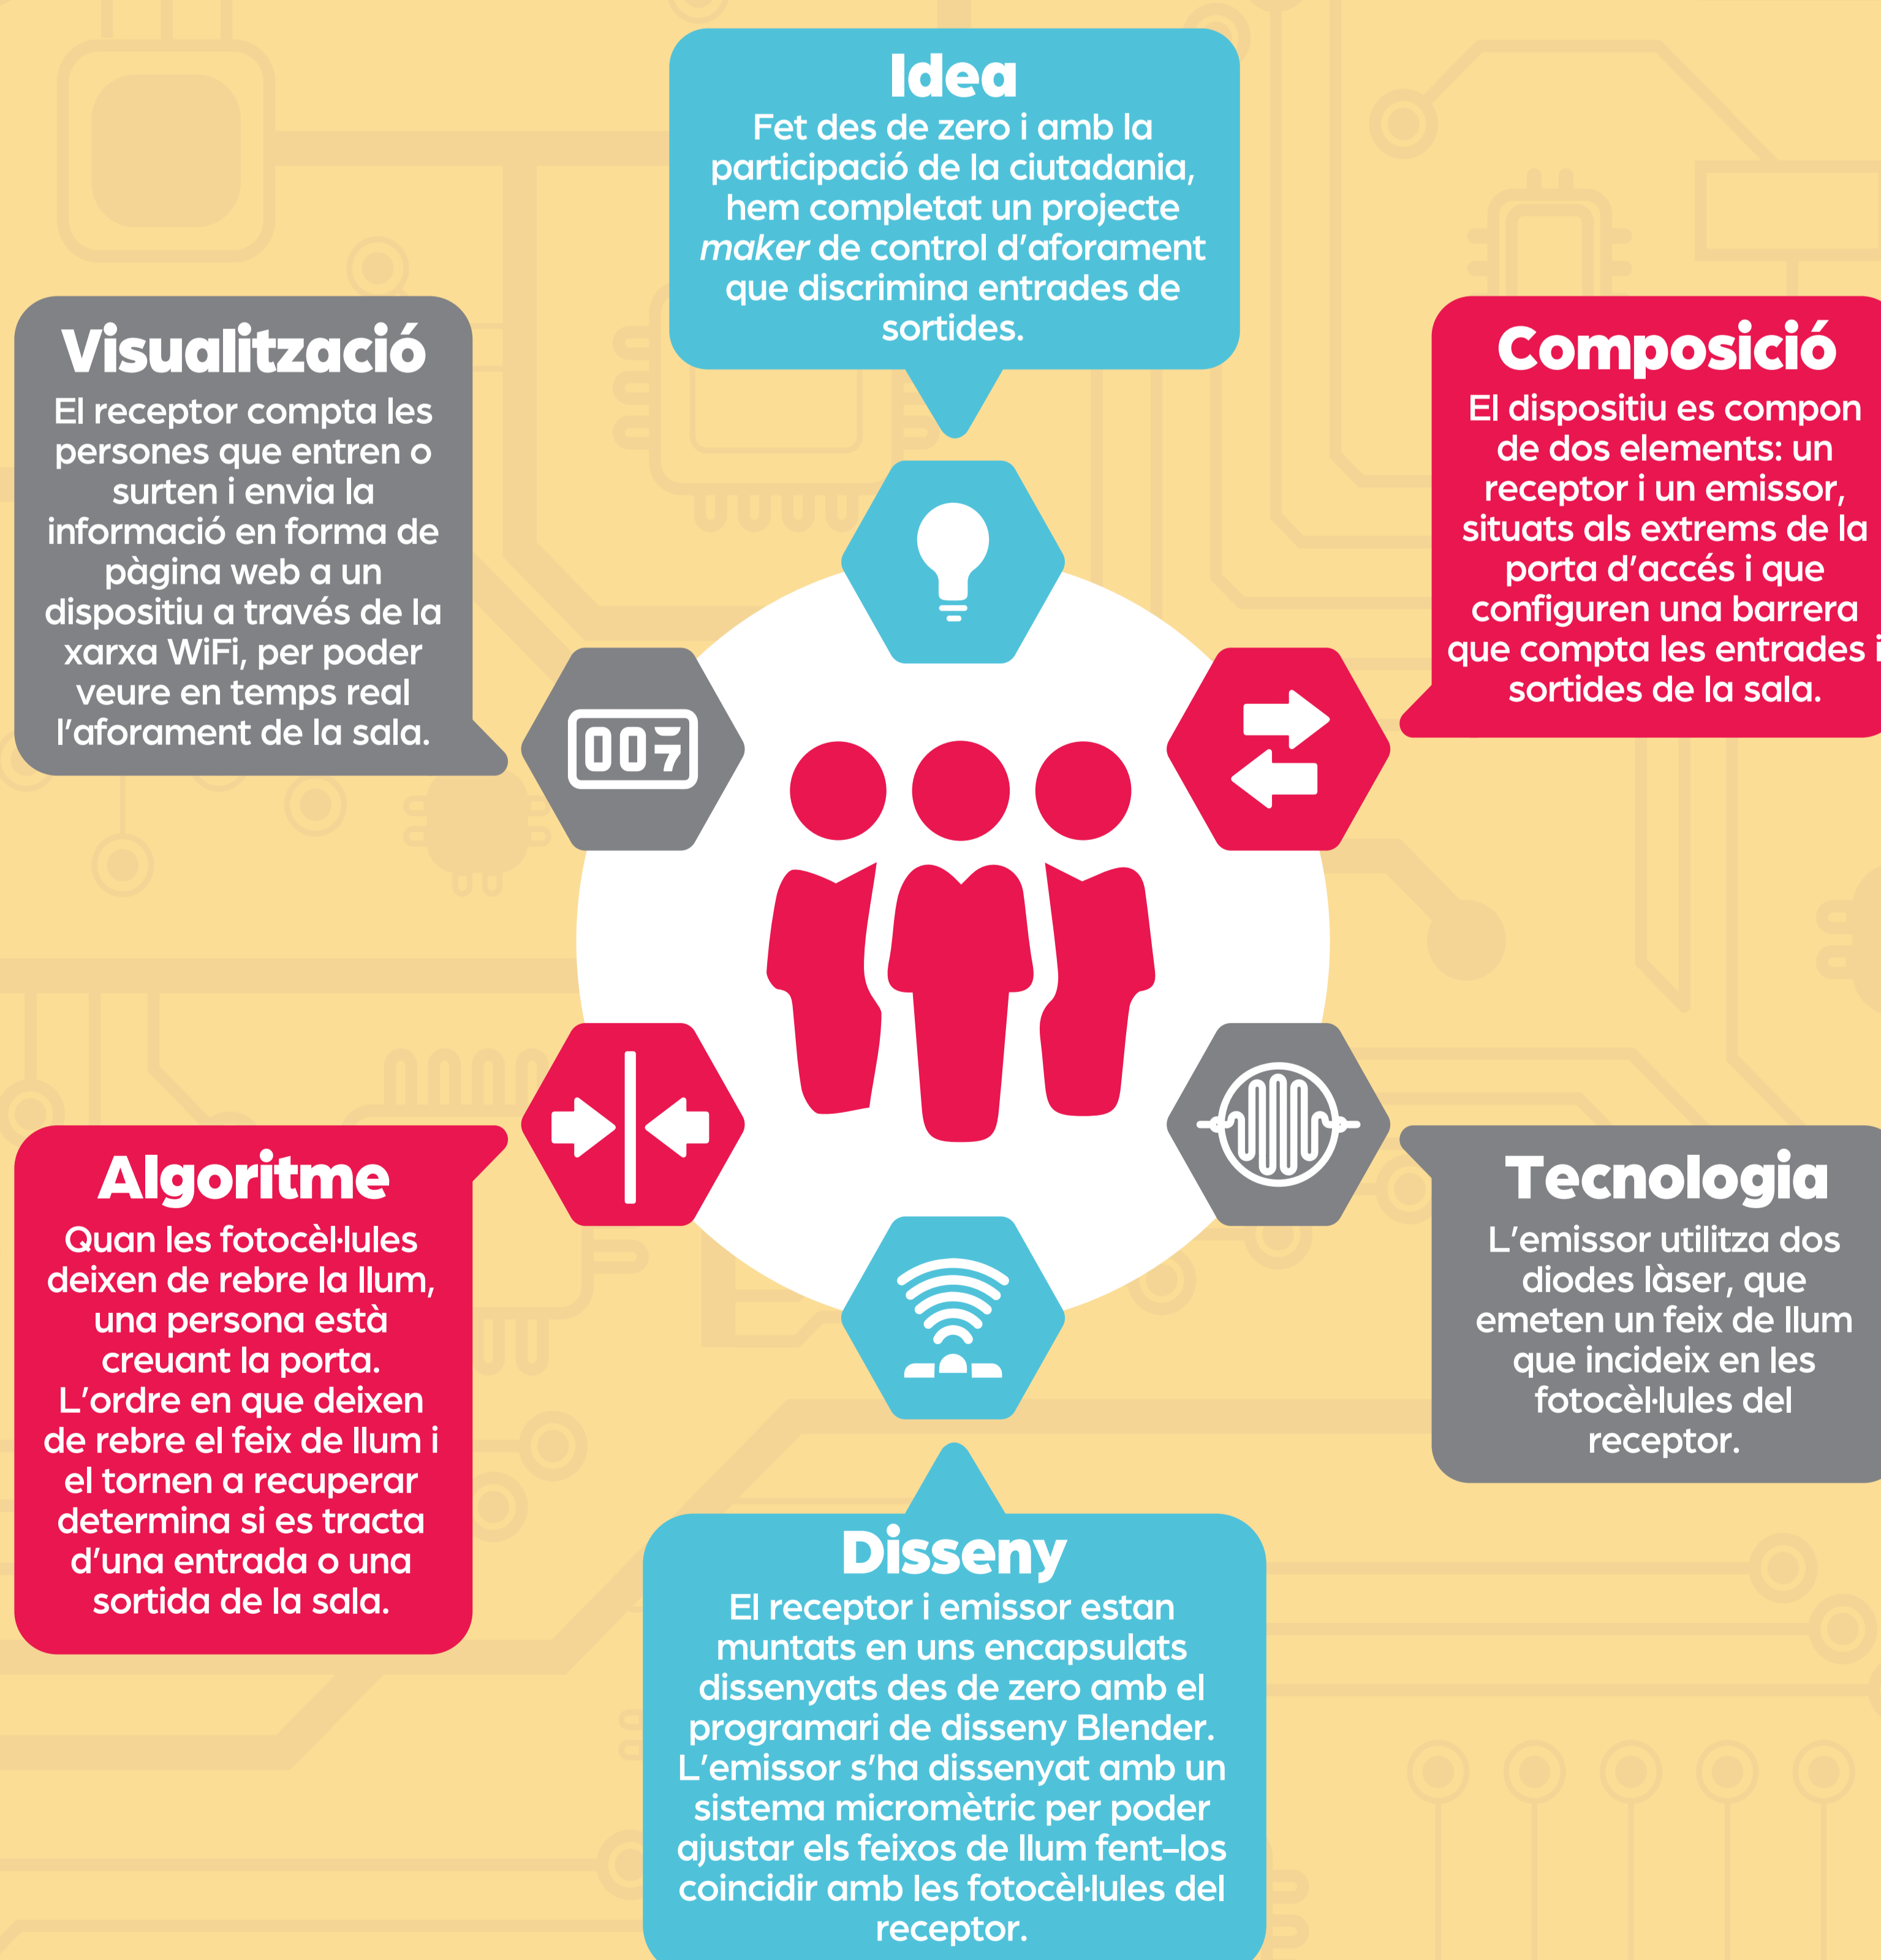 Idea
Fet des de zero i amb la
participació de la ciutadania,
hem completat un projecte
maker de control d'aforament
que discrimina entrades de
sortides.
Visualització
El receptor compta les
persones que entren o
surten i envia la
informació en forma de
pàgina web a un
dispositiu a través de la
xarxa WiFi, per poder
veure en temps real
l'aforament de la sala.
Composició
El dispositiu es compon
de dos elements: un
receptor i un emissor,
situats als extrems de la
porta d'accés i que
configuren una barrera
que compta les entrades i
sortides de la sala.
007
Algoritme
Quan les fotocèl·lules
deixen de rebre la llum,
una persona està
creuant la porta.
L'ordre en que deixen
de rebre el feix de llum i
el tornen a recuperar
determina si es tracta
d'una entrada o una
sortida de la sala.
Tecnologia
L'emissor utilitza dos
diodes làser, que
emeten un feix de llum
que incideix en les
fotocèl·lules del
receptor.
Disseny
El receptor i emissor estan
muntats en uns encapsulats
dissenyats des de zero amb el
programari de disseny Blender.
L'emissor s'ha dissenyat amb un
sistema micromètric per poder
ajustar els feixos de llum fent-los
coincidir amb les fotocèl·lules del
receptor.